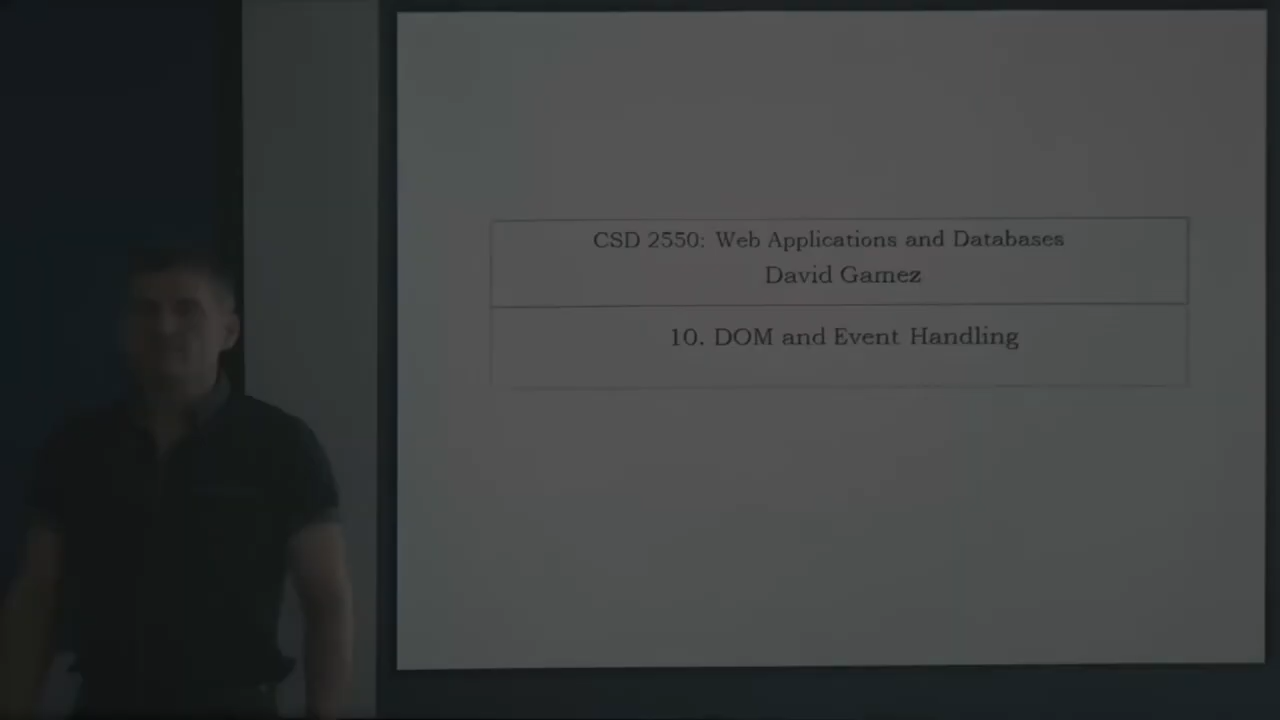 CSD 2550: Web Applications and Databases
David Gamez
10. DOM and Event Handling